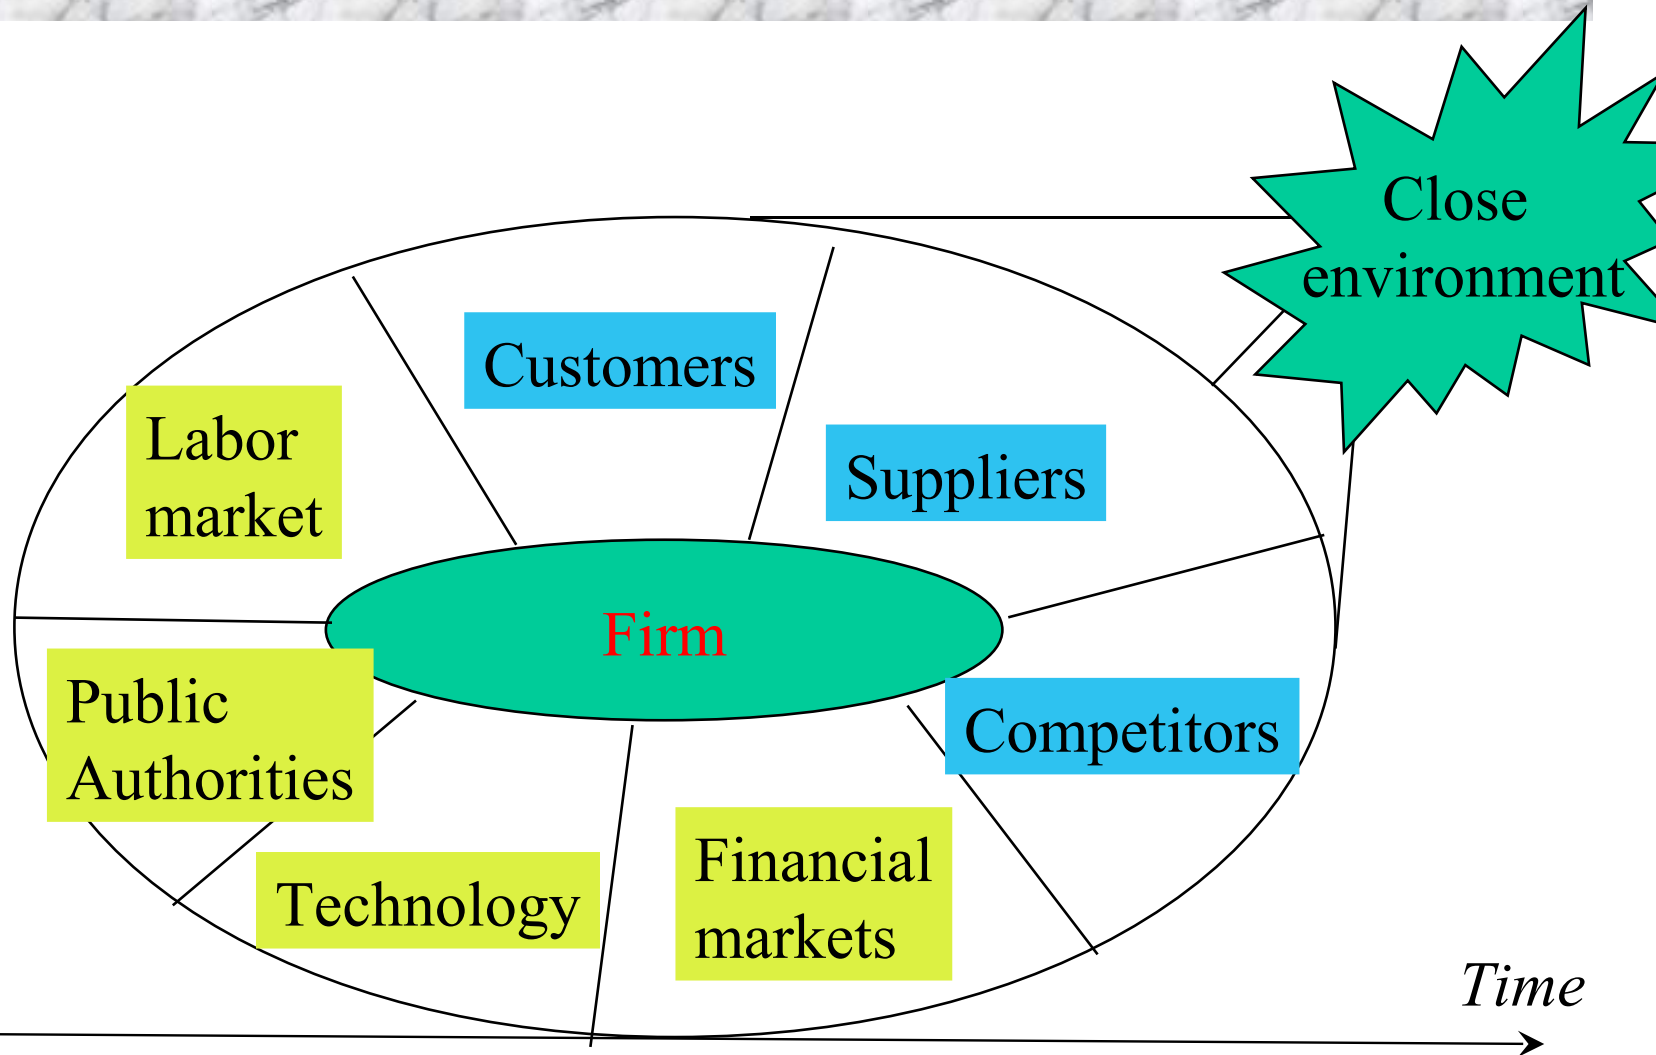 Close
environment
Customers
Labor
market
Suppliers
Firm
Public
Authorities
Competitors
Technology
Financial
markets
Time